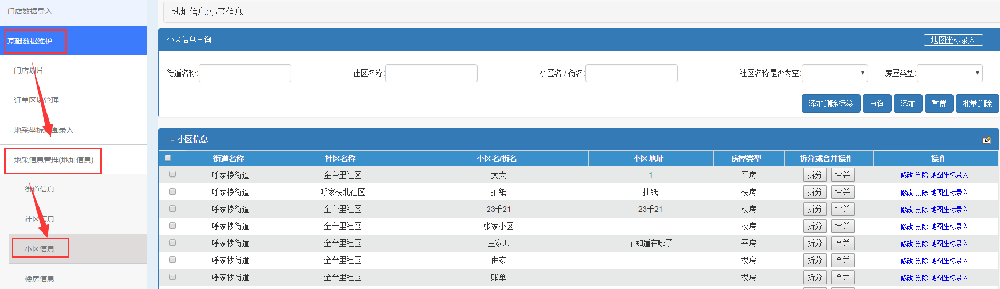 门店数据导入
基础数据维护
门店划片
订单区块管理
地采坐标范围录入
地采信息管理(地址信息)
街道信息
社区信息
小区信息
楼房信息
地址信息:小区信息
小区信息查询 地图坐标录入
街道名称: 社区名称: 小区名 / 街名: 社区名称是否为空: 房屋类型:
添加删除标签 查询 添加 重置 批量删除
小区信息
街道名称 社区名称 小区名/街名 小区地址 房屋类型 拆分或合并操作 操作
呼家楼街道 金台里社区 大大 1 平房 拆分 合并 修改 删除 地图坐标录入
呼家楼街道 呼家楼北社区 抽纸 抽纸 楼房 拆分 合并 修改 删除 地图坐标录入
呼家楼街道 金台里社区 23千21 23千21 楼房 拆分 合并 修改 删除 地图坐标录入
呼家楼街道 金台里社区 张家小区 楼房 拆分 合并 修改 删除 地图坐标录入
呼家楼街道 金台里社区 王家坝 不知道在哪了 平房 拆分 合并 修改 删除 地图坐标录入
呼家楼街道 金台里社区 曲家 楼房 拆分 合并 修改 删除 地图坐标录入
呼家楼街道 金台里社区 账单 楼房 拆分 合并 修改 删除 地图坐标录入